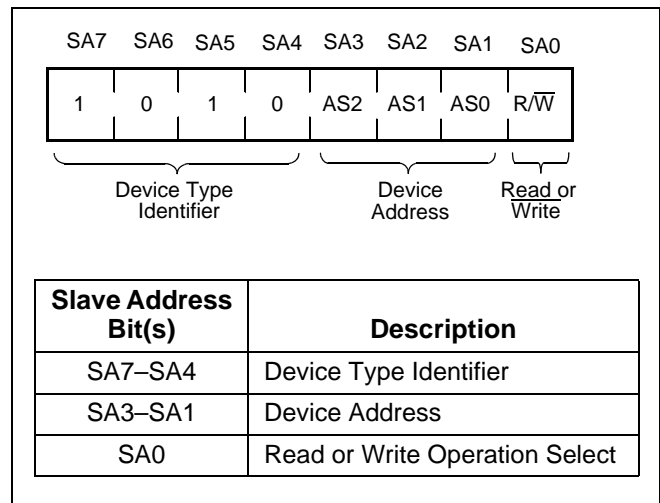 SA7 SA6 SA5 SA4 SA3 SA2 SA1 SA0
1 0 1 0 AS2 AS1 AS0 R/W̅
Device Type Device Read or
Identifier Address W̅r̅i̅t̅e̅
Slave Address
Bit(s) Description
SA7–SA4 Device Type Identifier
SA3–SA1 Device Address
SA0 Read or Write Operation Select